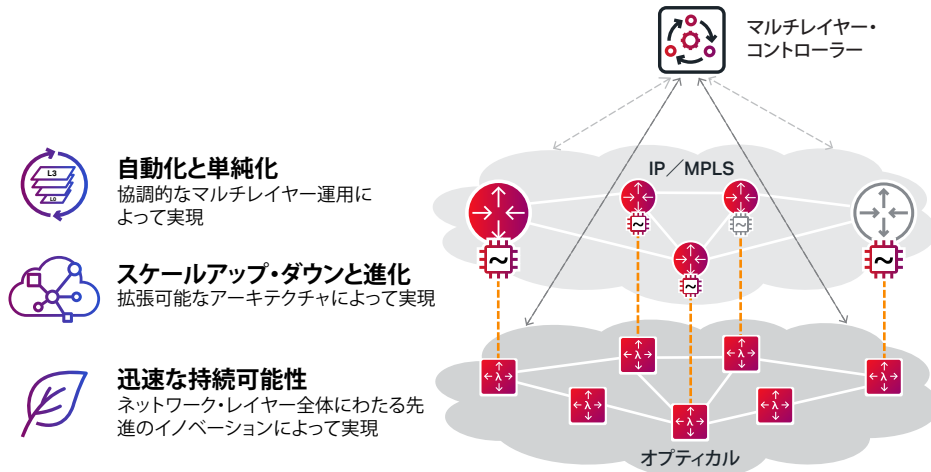 マルチレイヤー・
コントローラー
L3
L0
自動化と単純化
協調的なマルチレイヤー運用に
よって実現
スケールアップ・ダウンと進化
拡張可能なアーキテクチャによって実現
迅速な持続可能性
ネットワーク・レイヤー全体にわたる先
進のイノベーションによって実現
IP／MPLS
~
~
~
~
~
λ
λ
λ
λ
λ
λ
λ
オプティカル